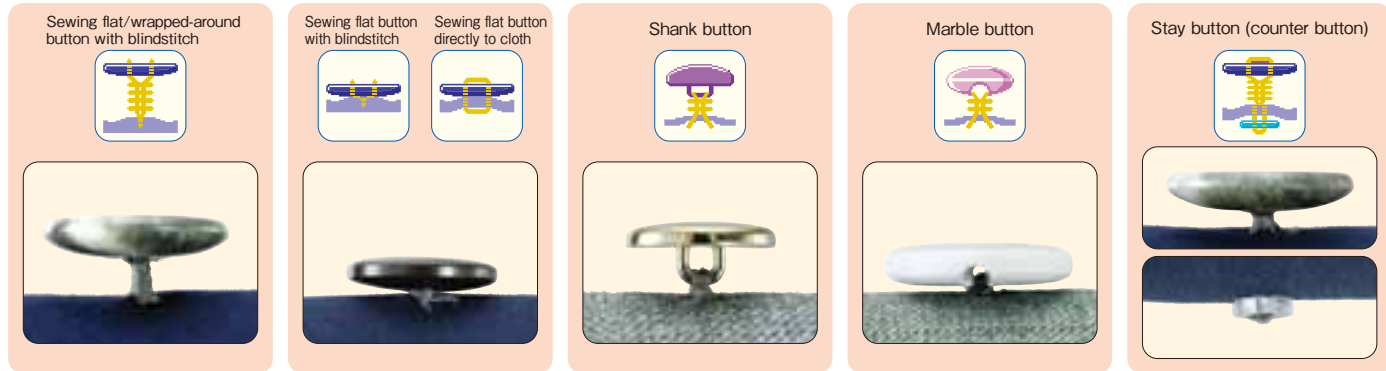 Sewing flat/wrapped-around
button with blindstitch
Sewing flat button
with blindstitch
Sewing flat button
directly to cloth
Shank button
Marble button
Stay button (counter button)